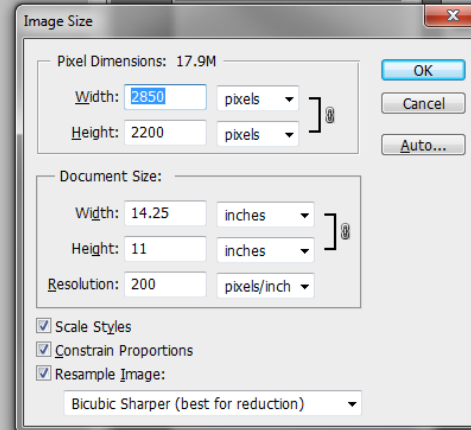 Image Size
Pixel Dimensions: 17.9M
Width: 2850 pixels
Height: 2200 pixels
OK
Cancel
Auto...
Document Size:
Width: 14.25 inches
Height: 11 inches
Resolution: 200 pixels/inch
Scale Styles
Constrain Proportions
Resample Image:
Bicubic Sharper (best for reduction)